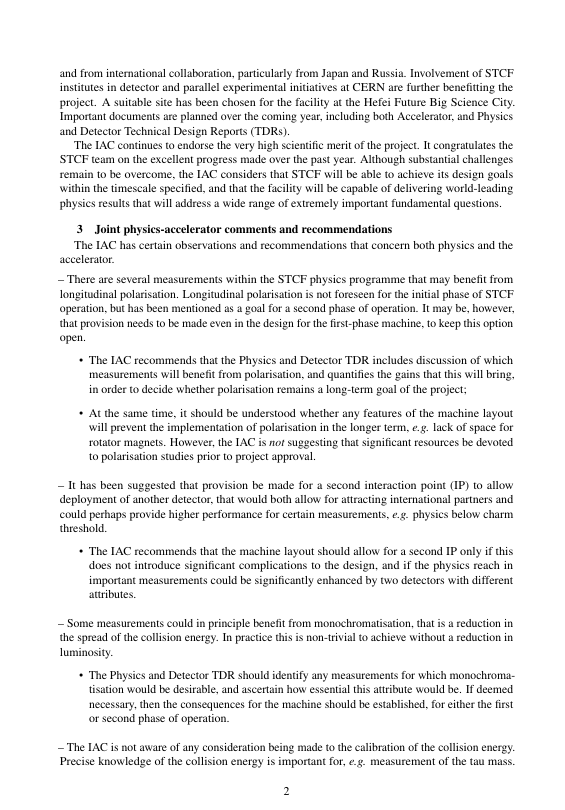 and from international collaboration, particularly from Japan and Russia. Involvement of STCF
institutes in detector and parallel experimental initiatives at CERN are further benefitting the
project. A suitable site has been chosen for the facility at the Hefei Future Big Science City.
Important documents are planned over the coming year, including both Accelerator, and Physics
and Detector Technical Design Reports (TDRs).
The IAC continues to endorse the very high scientific merit of the project. It congratulates the
STCF team on the excellent progress made over the past year. Although substantial challenges
remain to be overcome, the IAC considers that STCF will be able to achieve its design goals
within the timescale specified, and that the facility will be capable of delivering world-leading
physics results that will address a wide range of extremely important fundamental questions.
3 Joint physics-accelerator comments and recommendations
The IAC has certain observations and recommendations that concern both physics and the
accelerator.
– There are several measurements within the STCF physics programme that may benefit from
longitudinal polarisation. Longitudinal polarisation is not foreseen for the initial phase of STCF
operation, but has been mentioned as a goal for a second phase of operation. It may be, however,
that provision needs to be made even in the design for the first-phase machine, to keep this option
open.
• The IAC recommends that the Physics and Detector TDR includes discussion of which
measurements will benefit from polarisation, and quantifies the gains that this will bring,
in order to decide whether polarisation remains a long-term goal of the project;
• At the same time, it should be understood whether any features of the machine layout
will prevent the implementation of polarisation in the longer term, e.g. lack of space for
rotator magnets. However, the IAC is not suggesting that significant resources be devoted
to polarisation studies prior to project approval.
– It has been suggested that provision be made for a second interaction point (IP) to allow
deployment of another detector, that would both allow for attracting international partners and
could perhaps provide higher performance for certain measurements, e.g. physics below charm
threshold.
• The IAC recommends that the machine layout should allow for a second IP only if this
does not introduce significant complications to the design, and if the physics reach in
important measurements could be significantly enhanced by two detectors with different
attributes.
– Some measurements could in principle benefit from monochromatisation, that is a reduction in
the spread of the collision energy. In practice this is non-trivial to achieve without a reduction in
luminosity.
• The Physics and Detector TDR should identify any measurements for which monochroma-
tisation would be desirable, and ascertain how essential this attribute would be. If deemed
necessary, then the consequences for the machine should be established, for either the first
or second phase of operation.
– The IAC is not aware of any consideration being made to the calibration of the collision energy.
Precise knowledge of the collision energy is important for, e.g. measurement of the tau mass.
2